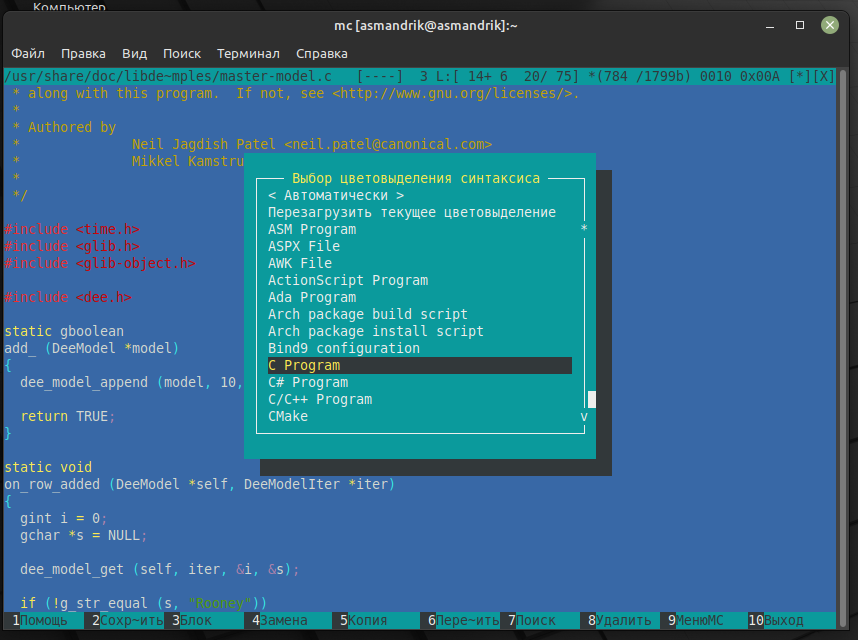 Компьютер
mc [asmandrik@asmandrik]:~
Файл Правка Вид Поиск Терминал Справка
/usr/share/doc/libde~mples/master-model.c [----] 3 L:[ 14+ 6 20/ 75] *(784 /1799b) 0010 0x00A [*][X]
* along with this program. If not, see <http://www.gnu.org/licenses/>.
*
* Authored by
* Neil Jagdish Patel <neil.patel@canonical.com>
* Mikkel Kamstru
*
*/
#include <time.h>
#include <glib.h>
#include <glib-object.h>
#include <dee.h>
static gboolean
add_ (DeeModel *model)
{
dee_model_append (model, 10,
return TRUE;
}
static void
on_row_added (DeeModel *self, DeeModelIter *iter)
{
gint i = 0;
gchar *s = NULL;
dee_model_get (self, iter, &i, &s);
if (!g_str_equal (s, "Rooney"))
Выбор цветовыделения синтаксиса
< Автоматически >
Перезагрузить текущее цветовыделение
ASM Program *
ASPX File
AWK File
ActionScript Program
Ada Program
Arch package build script
Arch package install script
Bind9 configuration
C Program
C# Program
C/C++ Program
CMake v
1Помощь 2Сохр~ить 3Блок 4Замена 5Копия 6Пере~ить 7Поиск 8Удалить 9МенюMC 10Выход